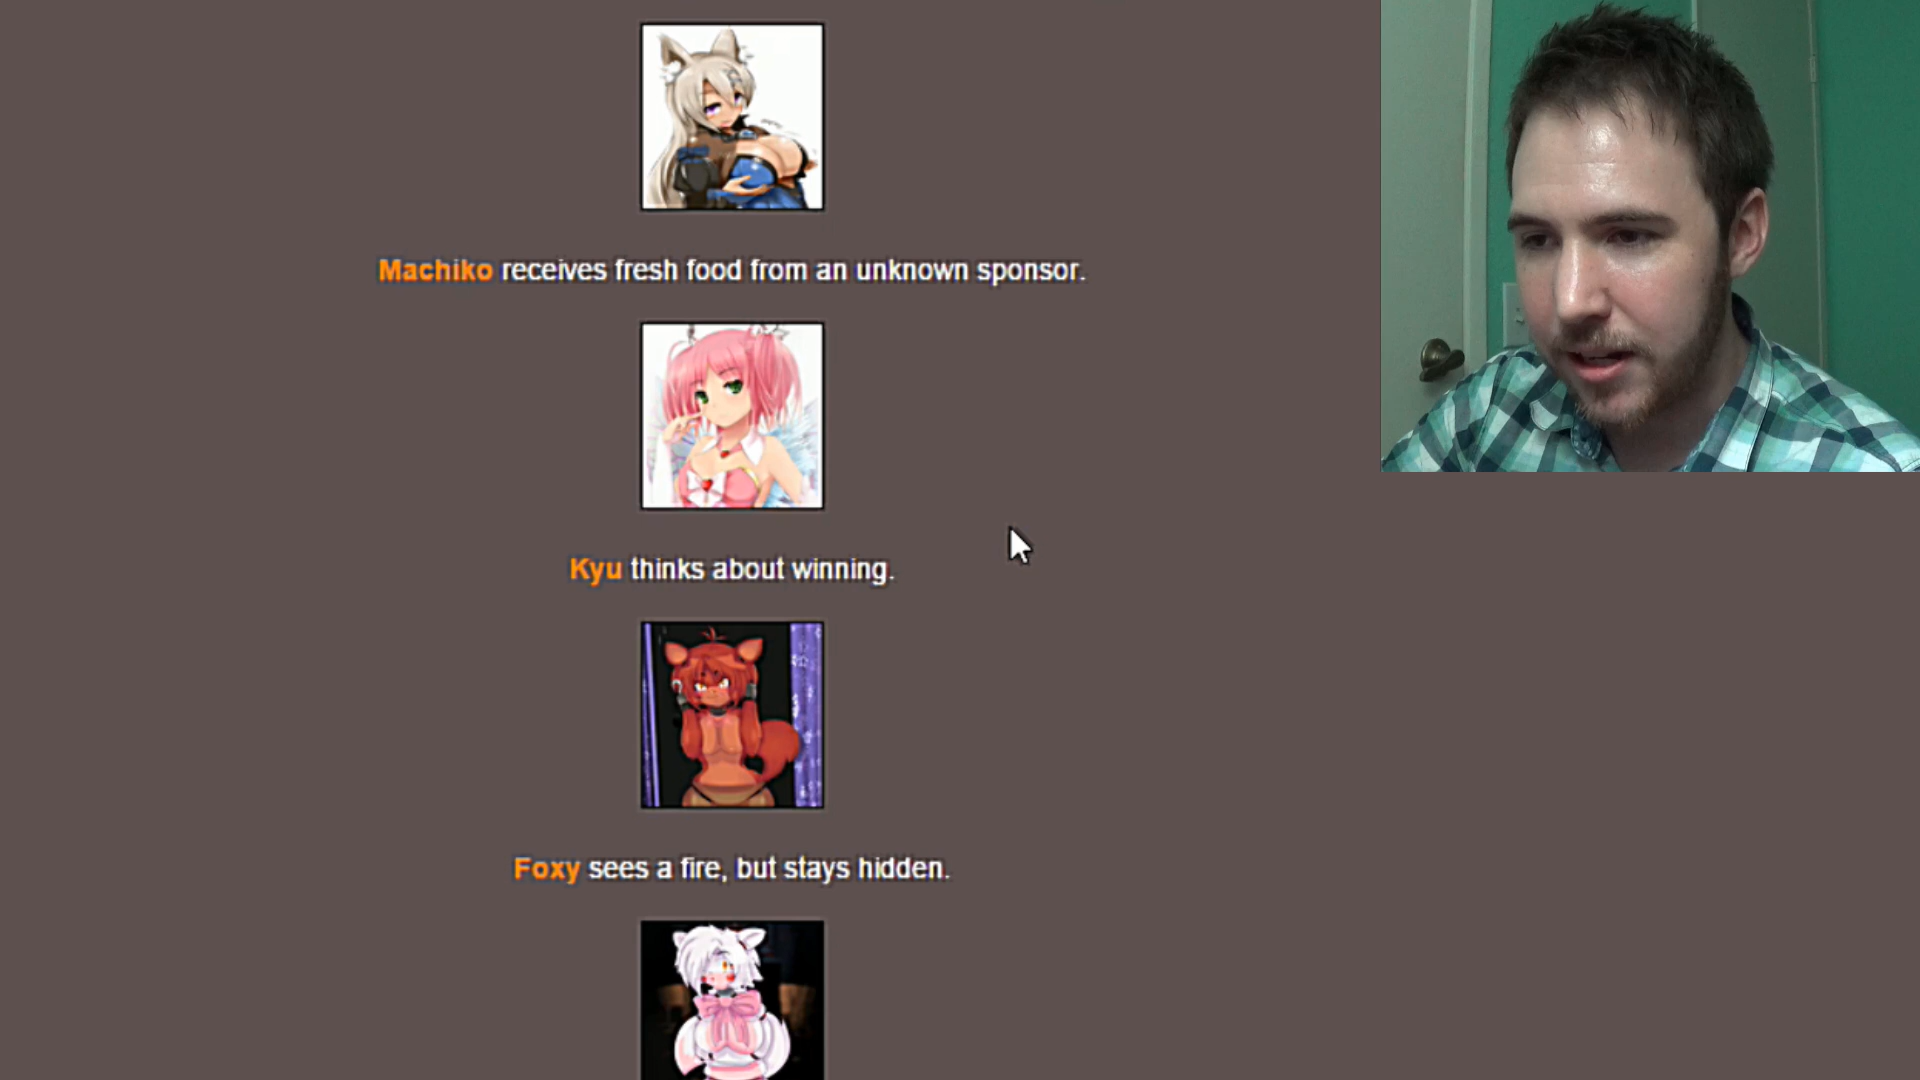 Machiko receives fresh food from an unknown sponsor.
Kyu thinks about winning.
Foxy sees a fire, but stays hidden.